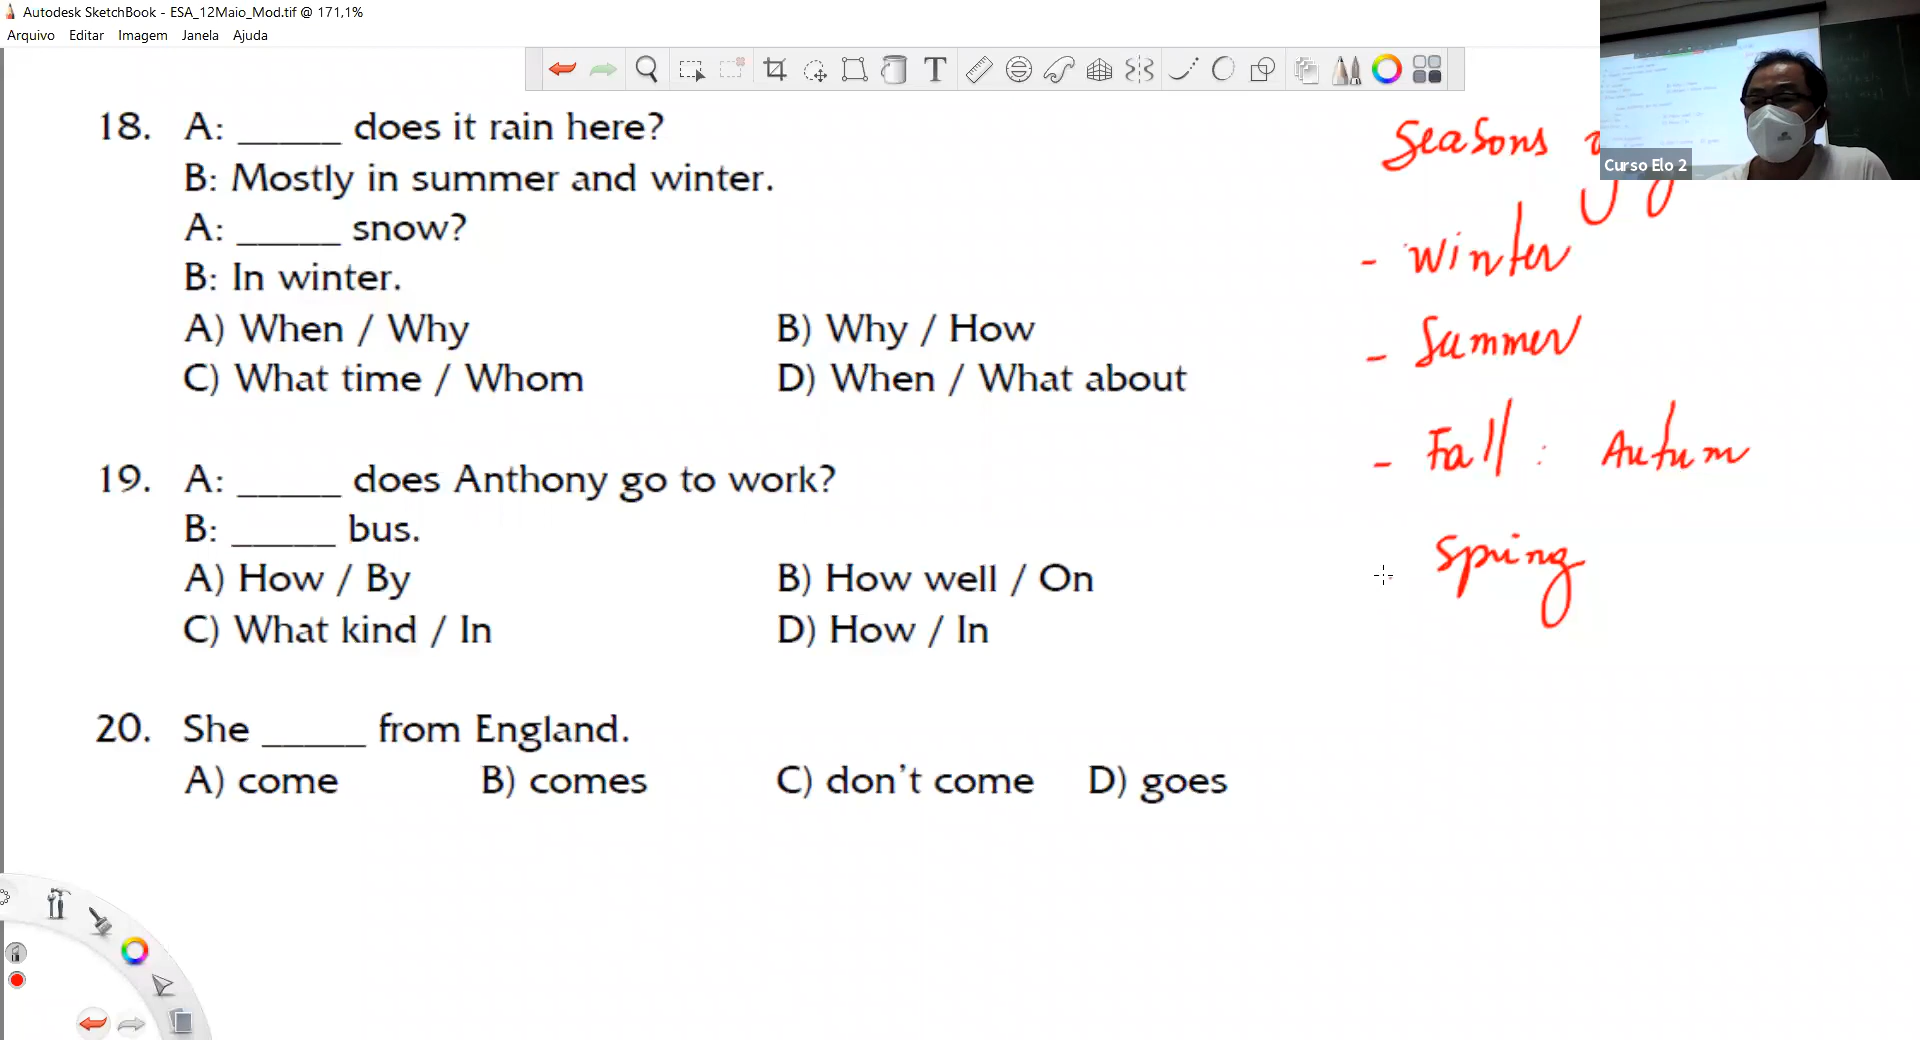 Autodesk SketchBook - ESA_12Maio_Mod.tif @ 171,1%
Arquivo Editar Imagem Janela Ajuda
18. A: _____ does it rain here?
B: Mostly in summer and winter.
A: _____ snow?
B: In winter.
A) When / Why B) Why / How
C) What time / Whom D) When / What about
19. A: _____ does Anthony go to work?
B: _____ bus.
A) How / By B) How well / On
C) What kind / In D) How / In
20. She _____ from England.
A) come B) comes C) don't come D) goes
Seasons
- Winter
- Summer
- Fall : Autum
Spring
Curso Elo 2